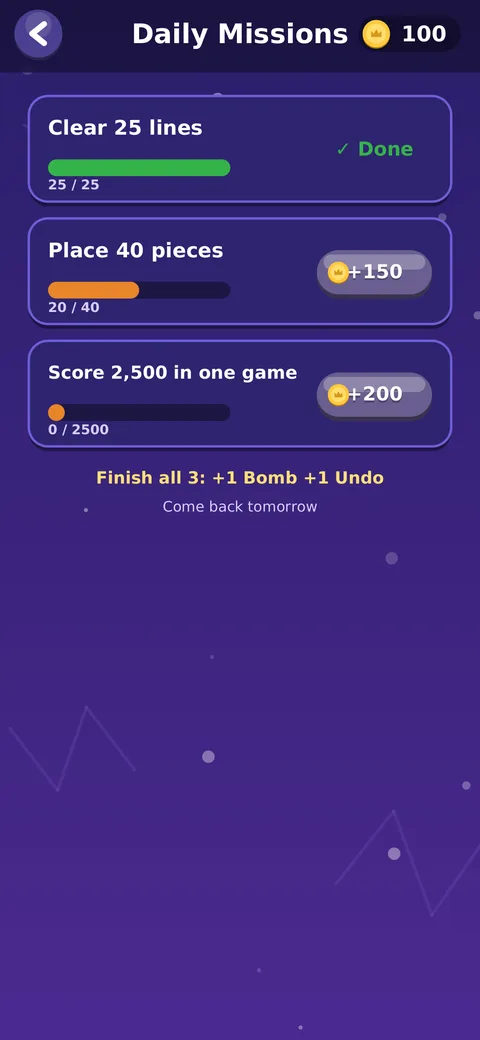 Daily Missions
100
Clear 25 lines
✓ Done
25 / 25
Place 40 pieces
+150
20 / 40
Score 2,500 in one game
+200
0 / 2500
Finish all 3: +1 Bomb +1 Undo
Come back tomorrow